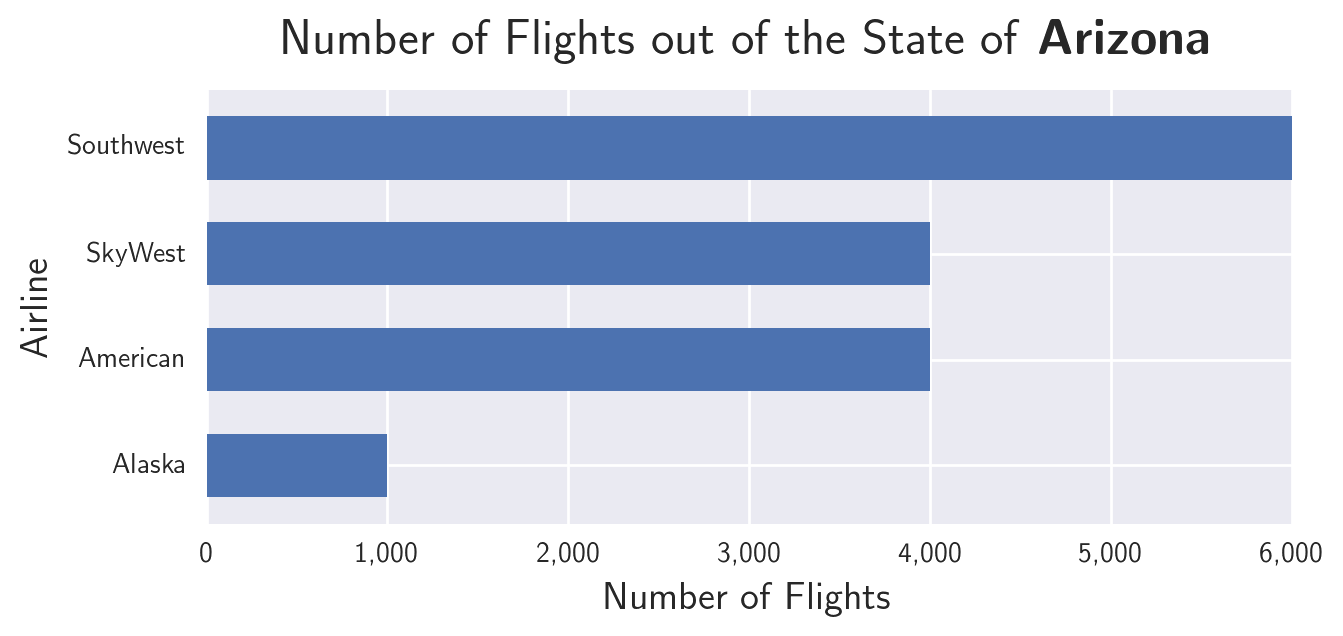 Number of Flights out of the State of Arizona
Southwest
SkyWest
American
Alaska
Airline
0 1,000 2,000 3,000 4,000 5,000 6,000
Number of Flights